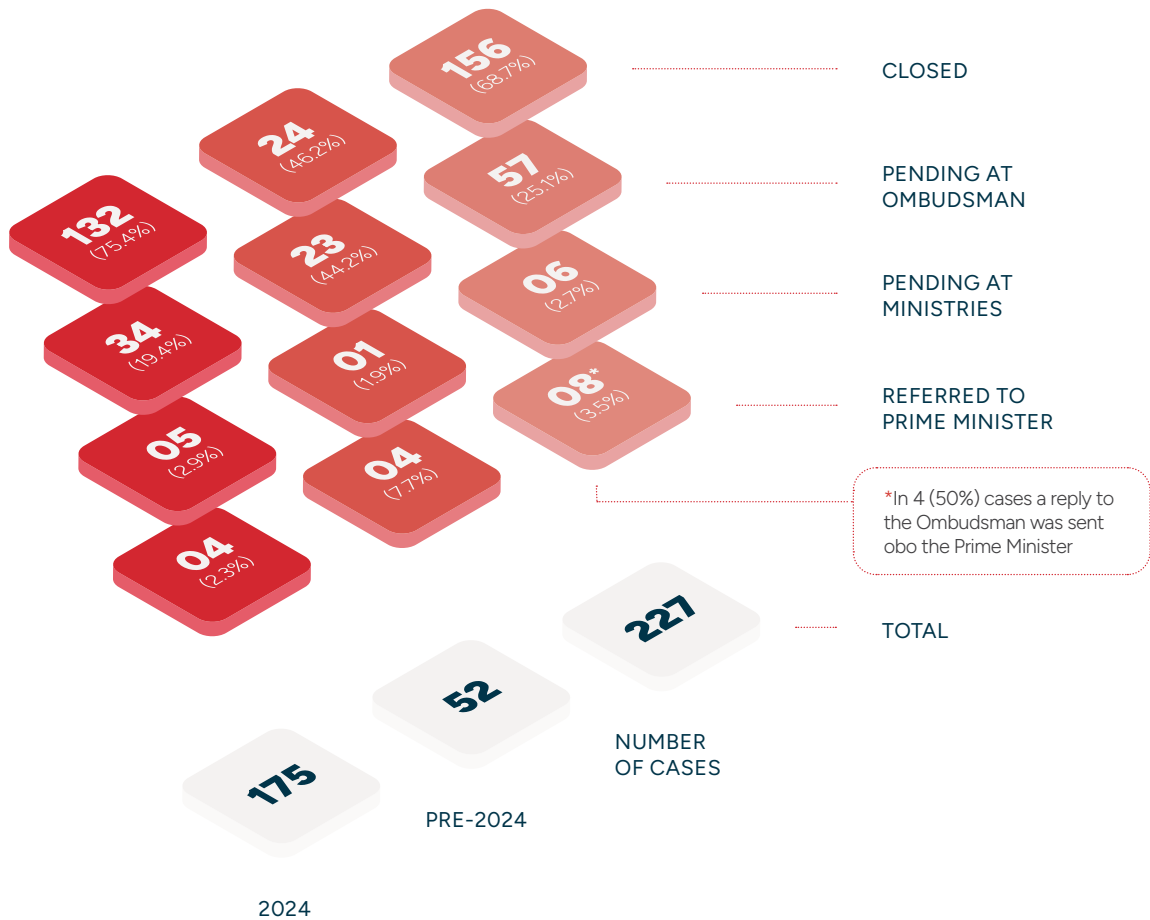 156
(68.7%)
CLOSED
24
(46.2%)
132
(75.4%)
57
(25.1%)
PENDING AT
OMBUDSMAN
23
(44.2%)
34
(19.4%)
06
(2.7%)
PENDING AT
MINISTRIES
01
(1.9%)
05
(2.9%)
08*
(3.5%)
REFERRED TO
PRIME MINISTER
04
(7.7%)
04
(2.3%)
*In 4 (50%) cases a reply to
the Ombudsman was sent
obo the Prime Minister
227
TOTAL
52
175
NUMBER
OF CASES
PRE-2024
2024